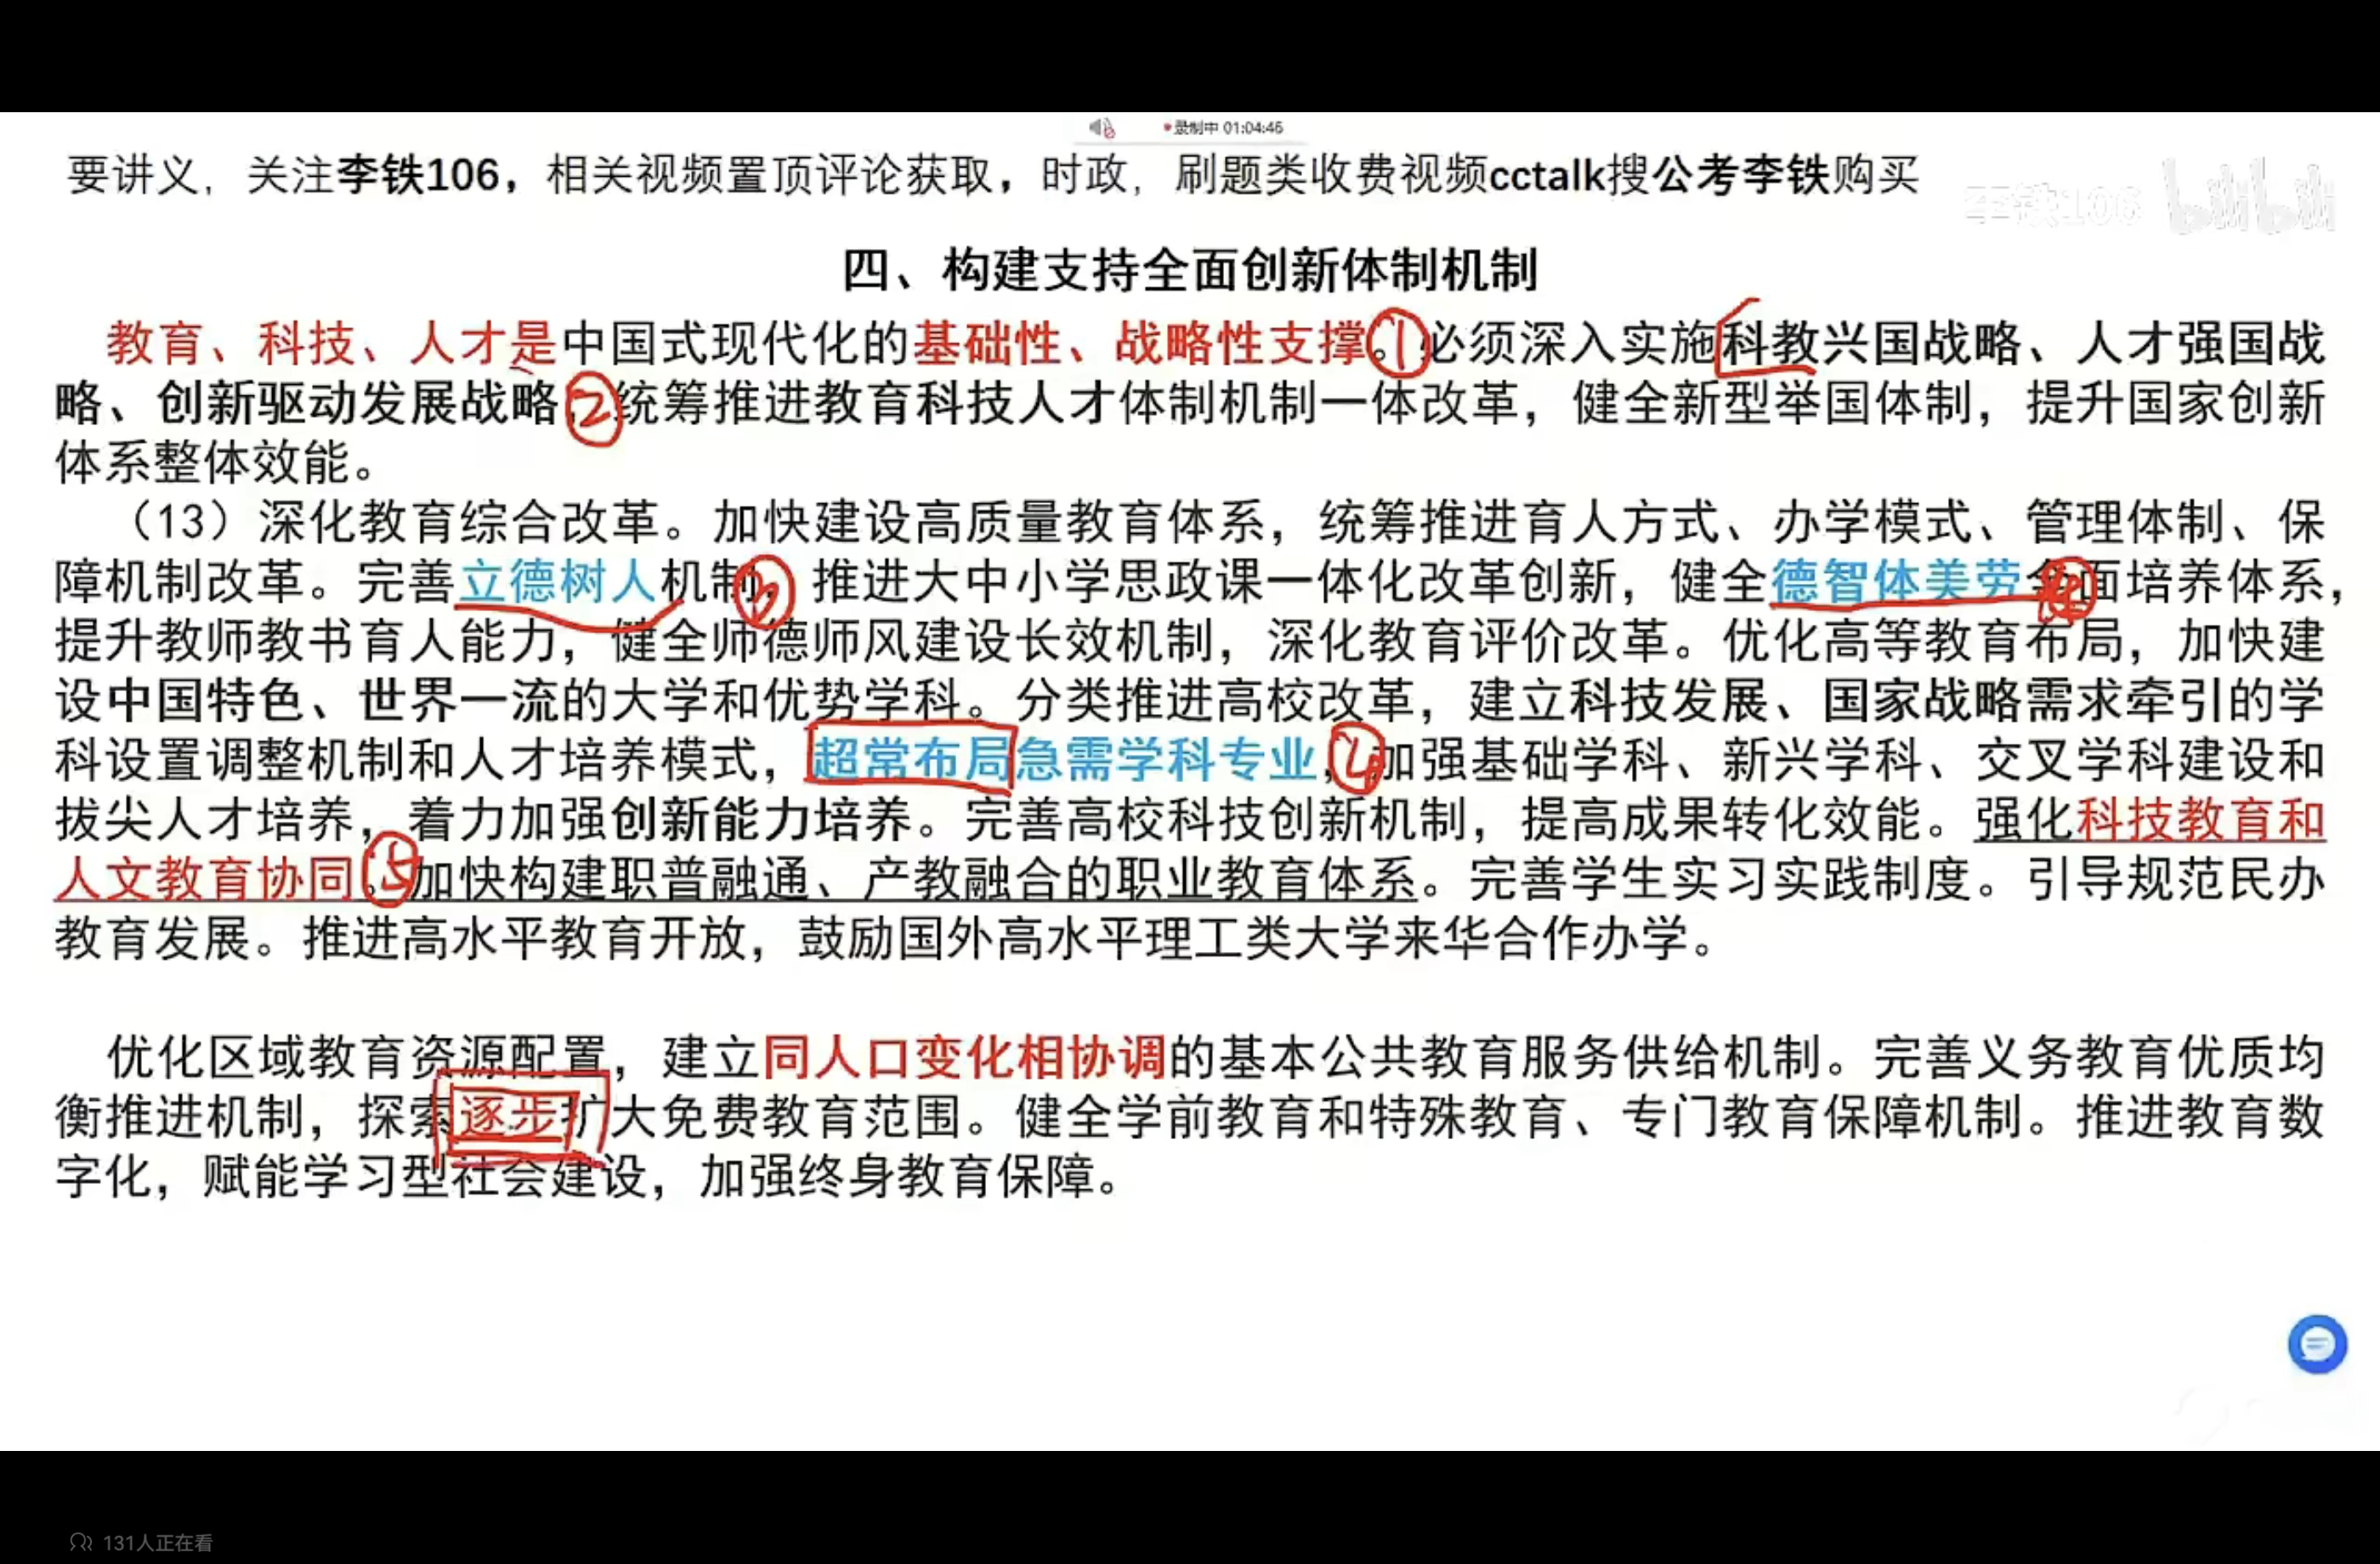 录制中 01:04:46
要讲义，关注李铁106，相关视频置顶评论获取，时政，刷题类收费视频cctalk搜公考李铁购买
李铁106 bilibili
四、构建支持全面创新体制机制
教育、科技、人才是中国式现代化的基础性、战略性支撑。①必须深入实施科教兴国战略、人才强国战
略、创新驱动发展战略，②统筹推进教育科技人才体制机制一体改革，健全新型举国体制，提升国家创新
体系整体效能。
（13）深化教育综合改革。加快建设高质量教育体系，统筹推进育人方式、办学模式、管理体制、保
障机制改革。完善立德树人机制，③推进大中小学思政课一体化改革创新，健全德智体美劳全面培养体系，
提升教师教书育人能力，健全师德师风建设长效机制，深化教育评价改革。优化高等教育布局，加快建
设中国特色、世界一流的大学和优势学科。分类推进高校改革，建立科技发展、国家战略需求牵引的学
科设置调整机制和人才培养模式，超常布局急需学科专业，④加强基础学科、新兴学科、交叉学科建设和
拔尖人才培养，着力加强创新能力培养。完善高校科技创新机制，提高成果转化效能。强化科技教育和
人文教育协同。⑤加快构建职普融通、产教融合的职业教育体系。完善学生实习实践制度。引导规范民办
教育发展。推进高水平教育开放，鼓励国外高水平理工类大学来华合作办学。
优化区域教育资源配置，建立同人口变化相协调的基本公共教育服务供给机制。完善义务教育优质均
衡推进机制，探索逐步扩大免费教育范围。健全学前教育和特殊教育、专门教育保障机制。推进教育数
字化，赋能学习型社会建设，加强终身教育保障。
131人正在看